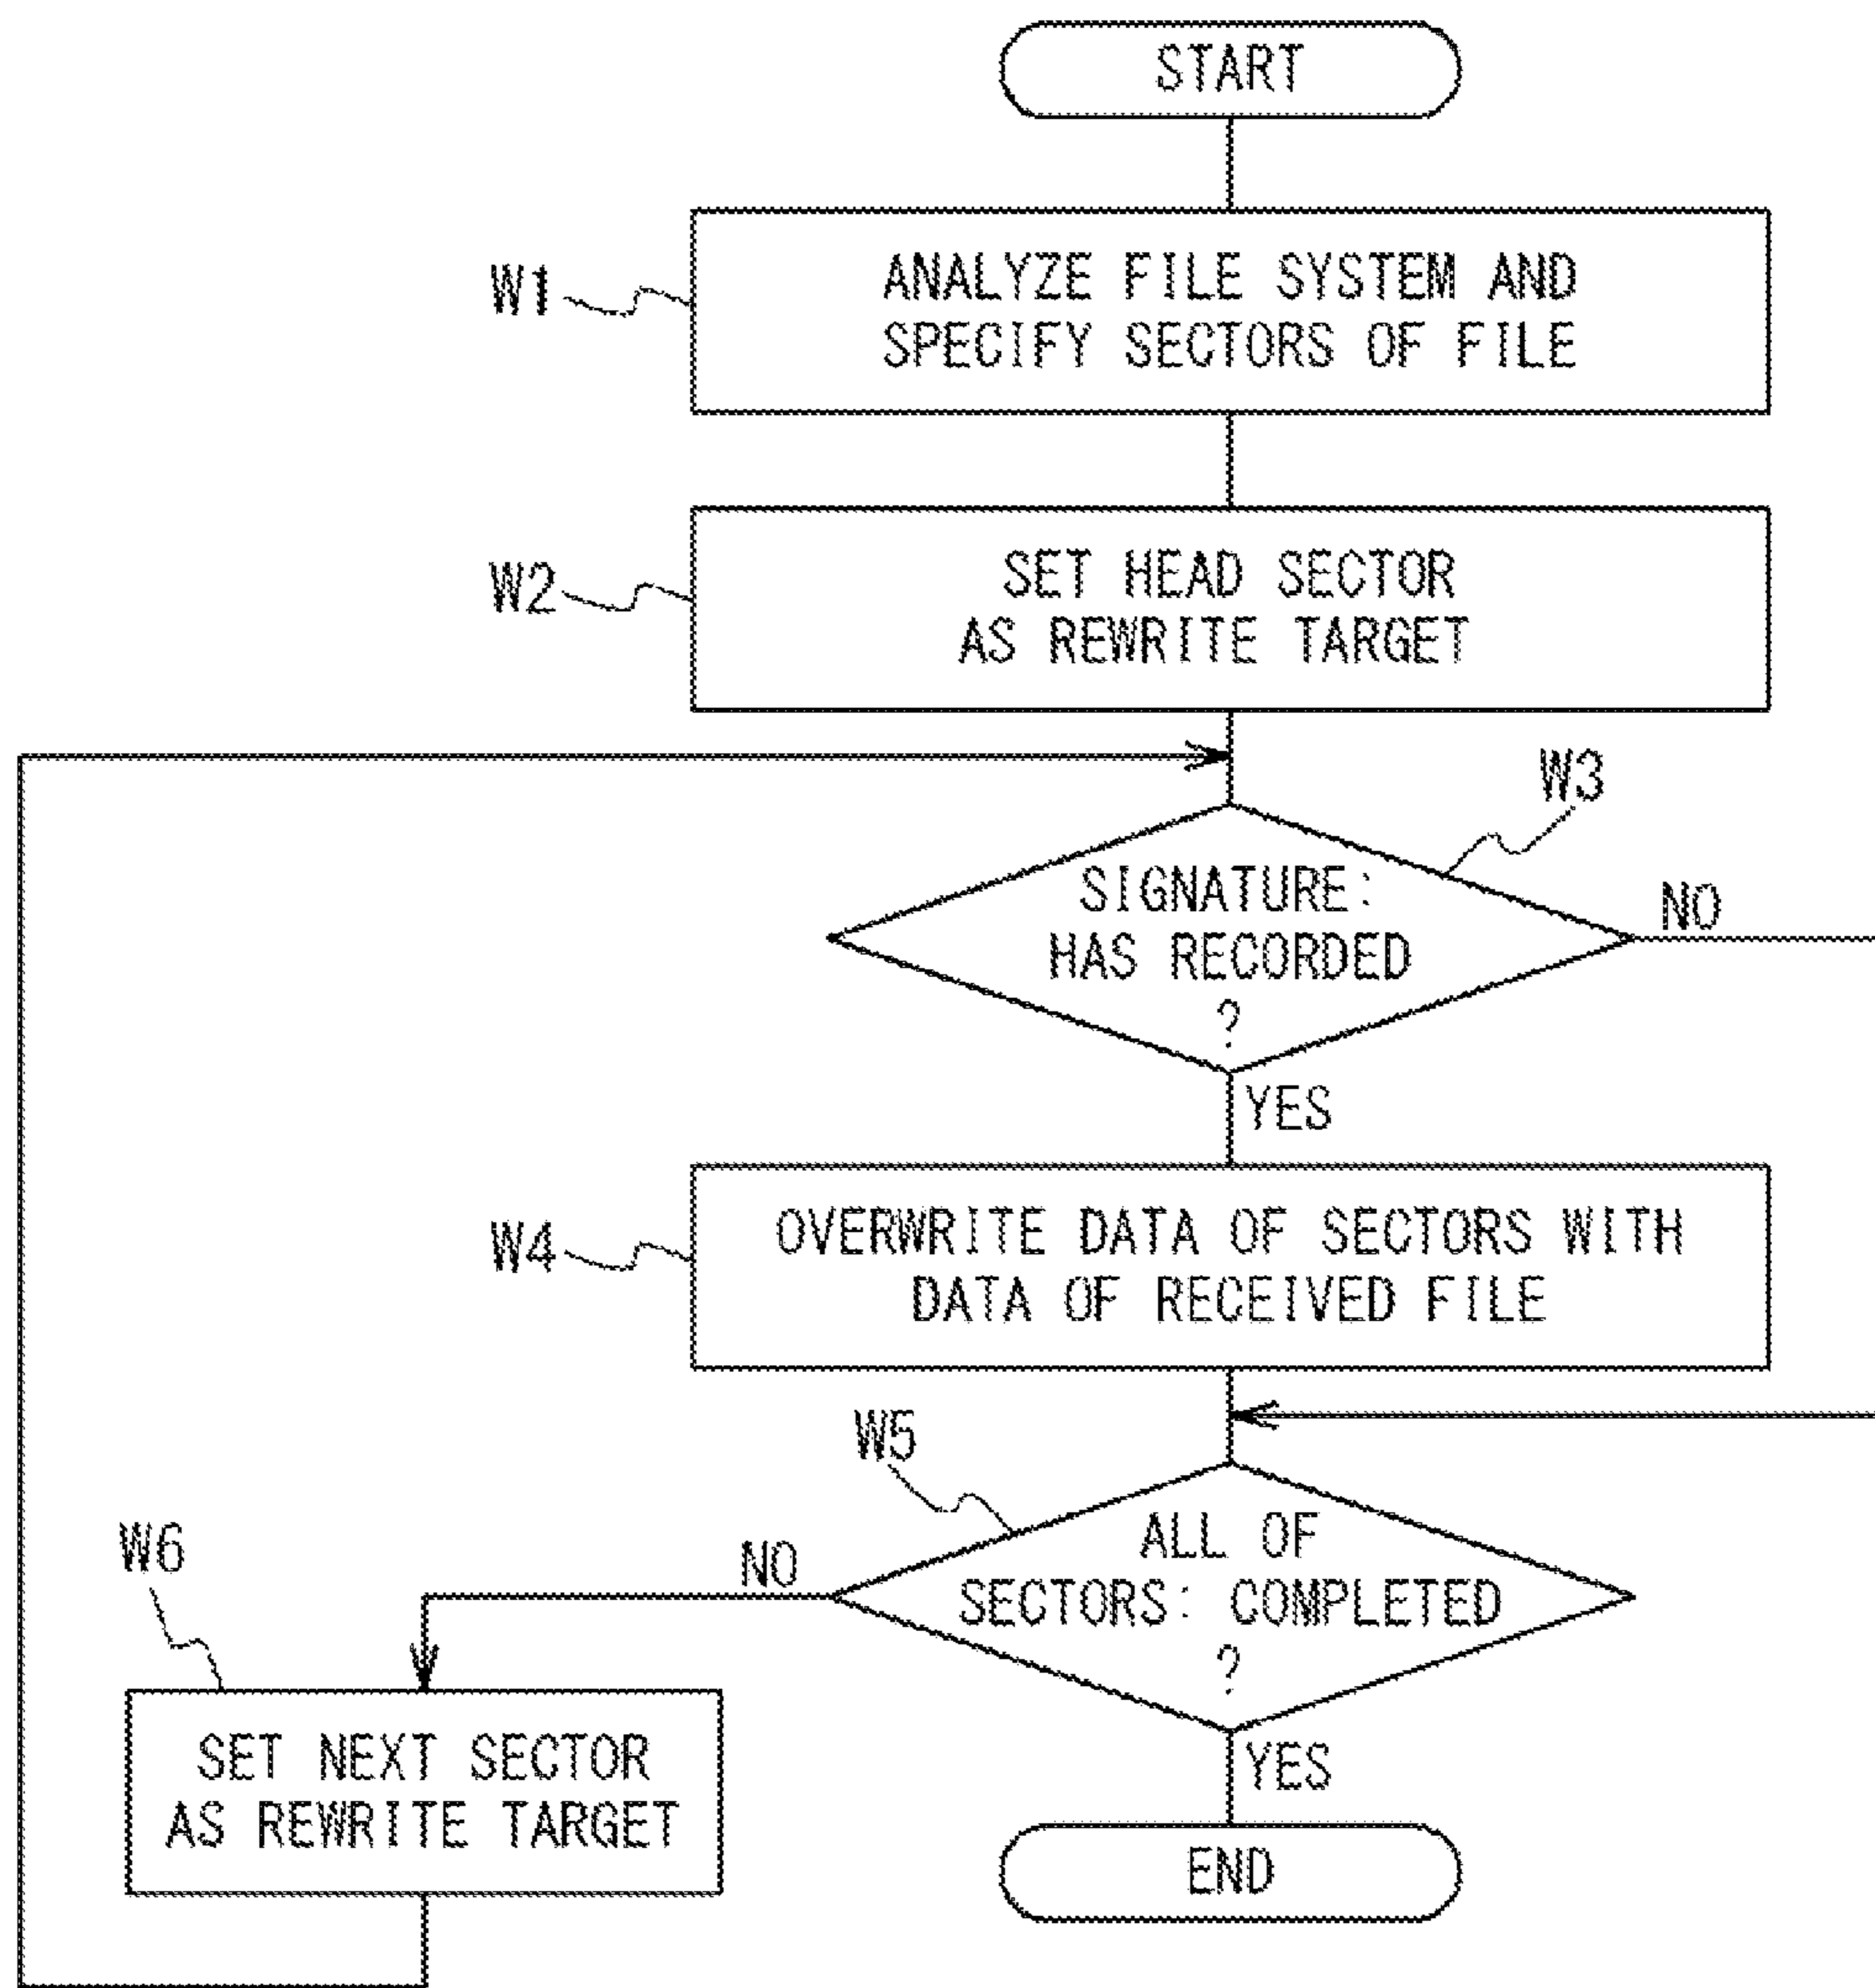 START
W1
ANALYZE FILE SYSTEM AND
SPECIFY SECTORS OF FILE
W2
SET HEAD SECTOR
AS REWRITE TARGET
W3
SIGNATURE:
HAS RECORDED
?
NO
YES
W4
OVERWRITE DATA OF SECTORS WITH
DATA OF RECEIVED FILE
W5
ALL OF
SECTORS: COMPLETED
?
NO
YES
W6
SET NEXT SECTOR
AS REWRITE TARGET
END